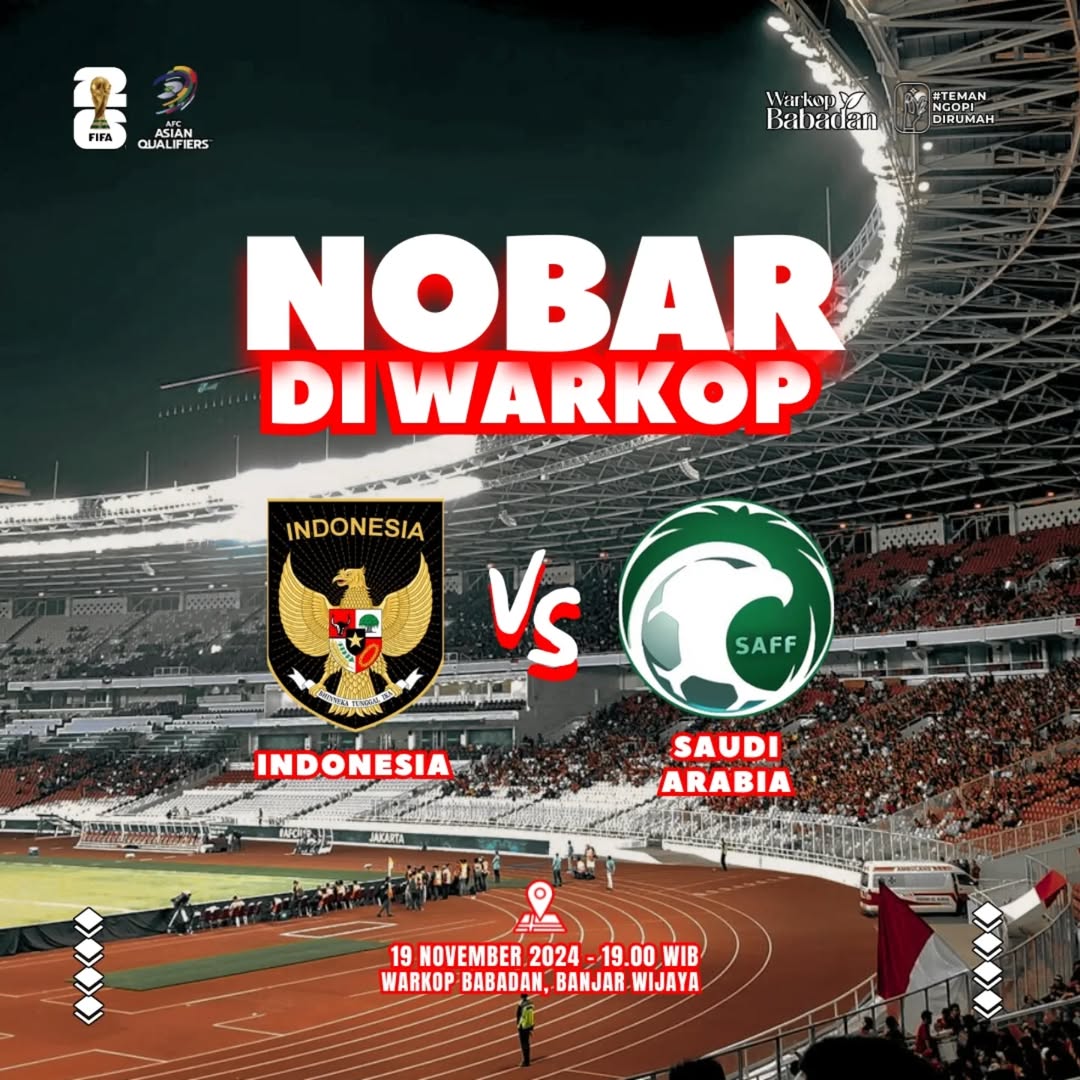 FIFA
AFC
ASIAN
QUALIFIERS
Warkop
Babadan
#TEMAN
NGOPI
DIRUMAH
NOBAR
DI WARKOP
INDONESIA
BHINNEKA TUNGGAL IKA
VS
SAFF
INDONESIA
SAUDI
ARABIA
JAKARTA
19 NOVEMBER 2024 - 19.00 WIB
WARKOP BABADAN, BANJAR WIJAYA